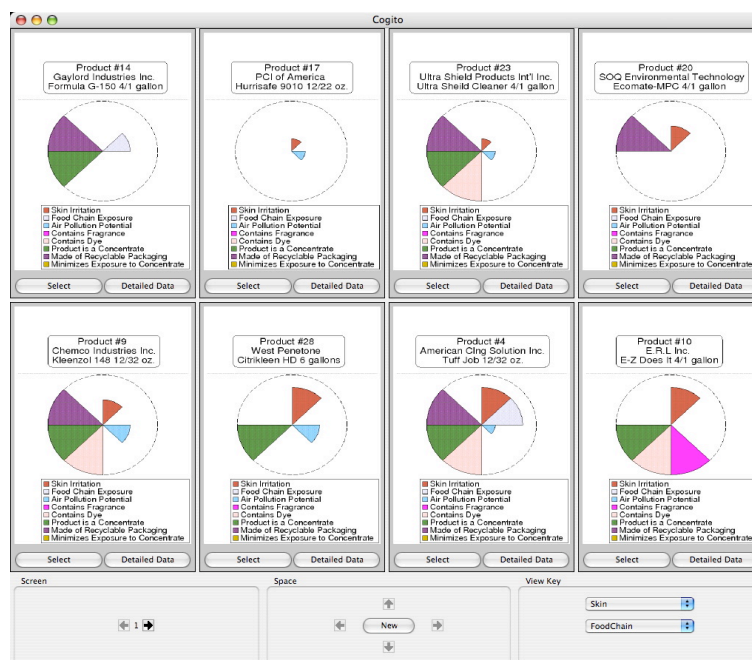 Cogito
Product #14
Gaylord Industries Inc.
Formula G-150 4/1 gallon
Skin Irritation
Food Chain Exposure
Air Pollution Potential
Contains Fragrance
Contains Dye
Product is a Concentrate
Made of Recyclable Packaging
Minimizes Exposure to Concentrate
Select Detailed Data
Product #17
PCI of America
Hurrisafe 9010 12/22 oz.
Skin Irritation
Food Chain Exposure
Air Pollution Potential
Contains Fragrance
Contains Dye
Product is a Concentrate
Made of Recyclable Packaging
Minimizes Exposure to Concentrate
Select Detailed Data
Product #23
Ultra Shield Products Int'l Inc.
Ultra Sheild Cleaner 4/1 gallon
Skin Irritation
Food Chain Exposure
Air Pollution Potential
Contains Fragrance
Contains Dye
Product is a Concentrate
Made of Recyclable Packaging
Minimizes Exposure to Concentrate
Select Detailed Data
Product #20
SOQ Environmental Technology
Ecomate-MPC 4/1 gallon
Skin Irritation
Food Chain Exposure
Air Pollution Potential
Contains Fragrance
Contains Dye
Product is a Concentrate
Made of Recyclable Packaging
Minimizes Exposure to Concentrate
Select Detailed Data
Product #9
Chemco Industries Inc.
Kleenzol 148 12/32 oz.
Skin Irritation
Food Chain Exposure
Air Pollution Potential
Contains Fragrance
Contains Dye
Product is a Concentrate
Made of Recyclable Packaging
Minimizes Exposure to Concentrate
Select Detailed Data
Product #28
West Penetone
Citrikleen HD 6 gallons
Skin Irritation
Food Chain Exposure
Air Pollution Potential
Contains Fragrance
Contains Dye
Product is a Concentrate
Made of Recyclable Packaging
Minimizes Exposure to Concentrate
Select Detailed Data
Product #4
American Clng Solution Inc.
Tuff Job 12/32 oz.
Skin Irritation
Food Chain Exposure
Air Pollution Potential
Contains Fragrance
Contains Dye
Product is a Concentrate
Made of Recyclable Packaging
Minimizes Exposure to Concentrate
Select Detailed Data
Product #10
E.R.L Inc.
E-Z Does It 4/1 gallon
Skin Irritation
Food Chain Exposure
Air Pollution Potential
Contains Fragrance
Contains Dye
Product is a Concentrate
Made of Recyclable Packaging
Minimizes Exposure to Concentrate
Select Detailed Data
Screen
1
Space
New
View Key
Skin
FoodChain